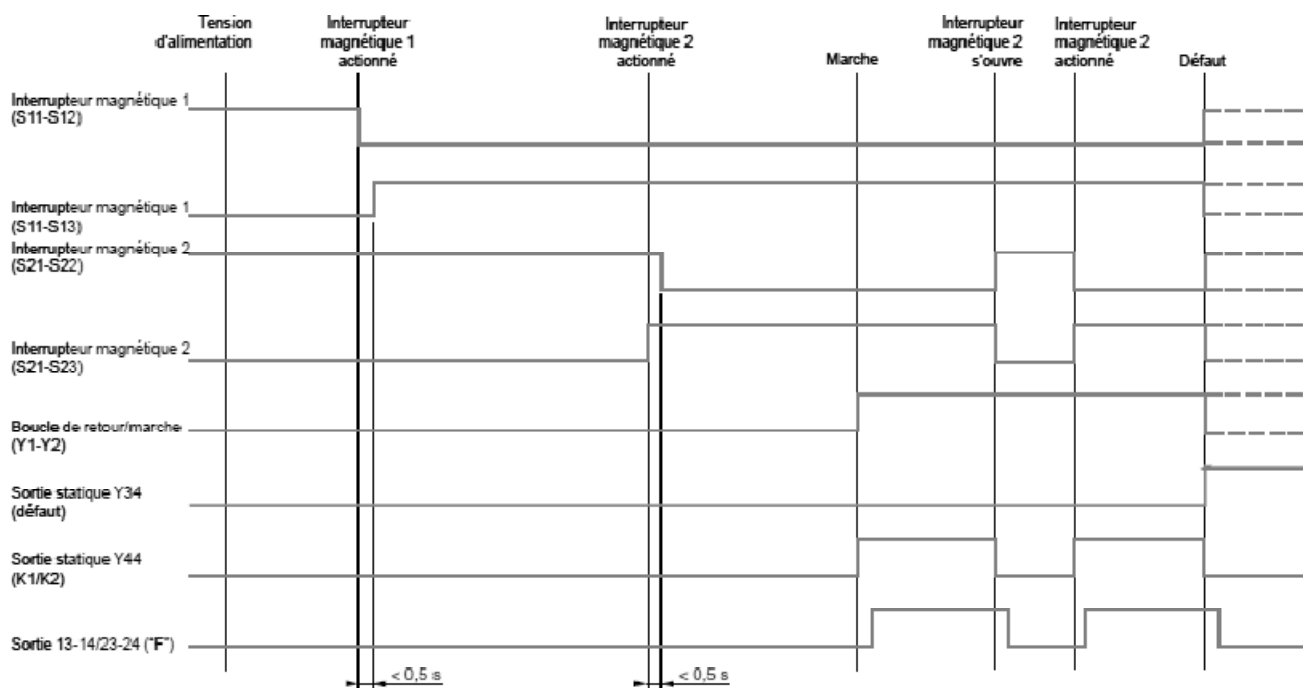 Tension
d'alimentation
Interrupteur
magnétique 1
actionné
Interrupteur
magnétique 2
actionné
Marche
Interrupteur
magnétique 2
s'ouvre
Interrupteur
magnétique 2
actionné
Défaut
Interrupteur magnétique 1
(S11-S12)
Interrupteur magnétique 1
(S11-S13)
Interrupteur magnétique 2
(S21-S22)
Interrupteur magnétique 2
(S21-S23)
Boucle de retour/marche
(Y1-Y2)
Sortie statique Y34
(défaut)
Sortie statique Y44
(K1/K2)
Sortie 13-14/23-24 ("F")
< 0,5 s
< 0,5 s